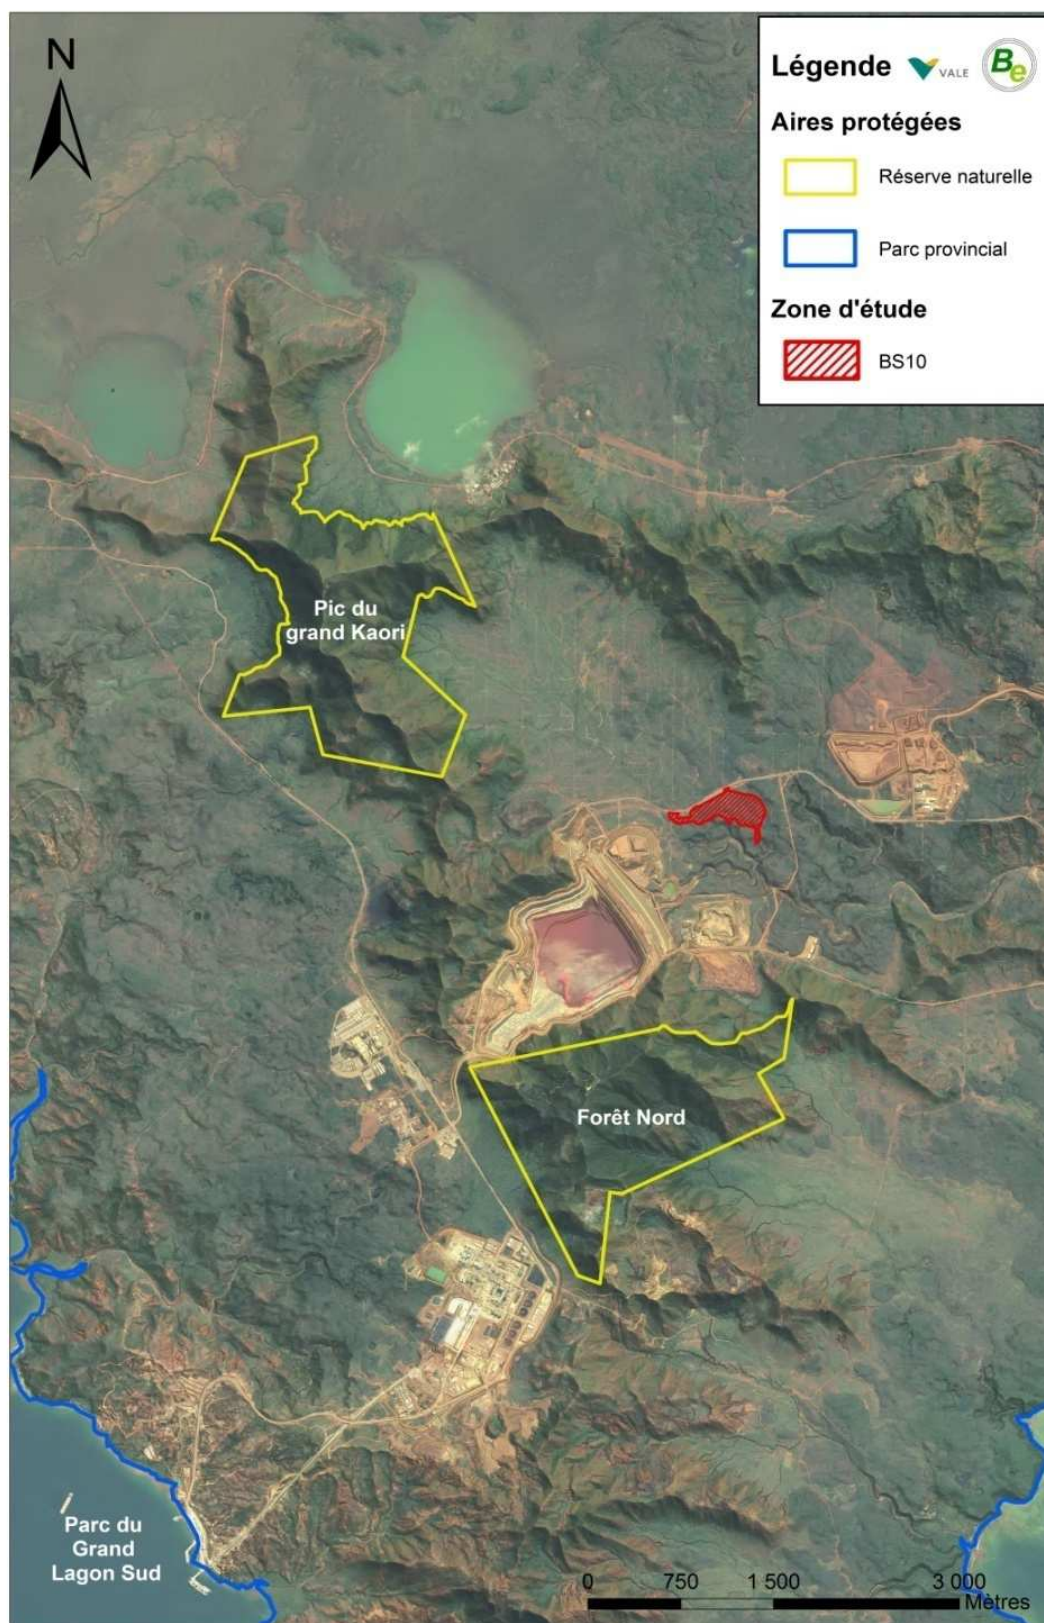 N
Légende
VALE
Be
Aires protégées
Réserve naturelle
Parc provincial
Zone d'étude
BS10
Pic du
grand Kaori
Forêt Nord
Parc du
Grand
Lagon Sud
0 750 1 500 3 000
Mètres